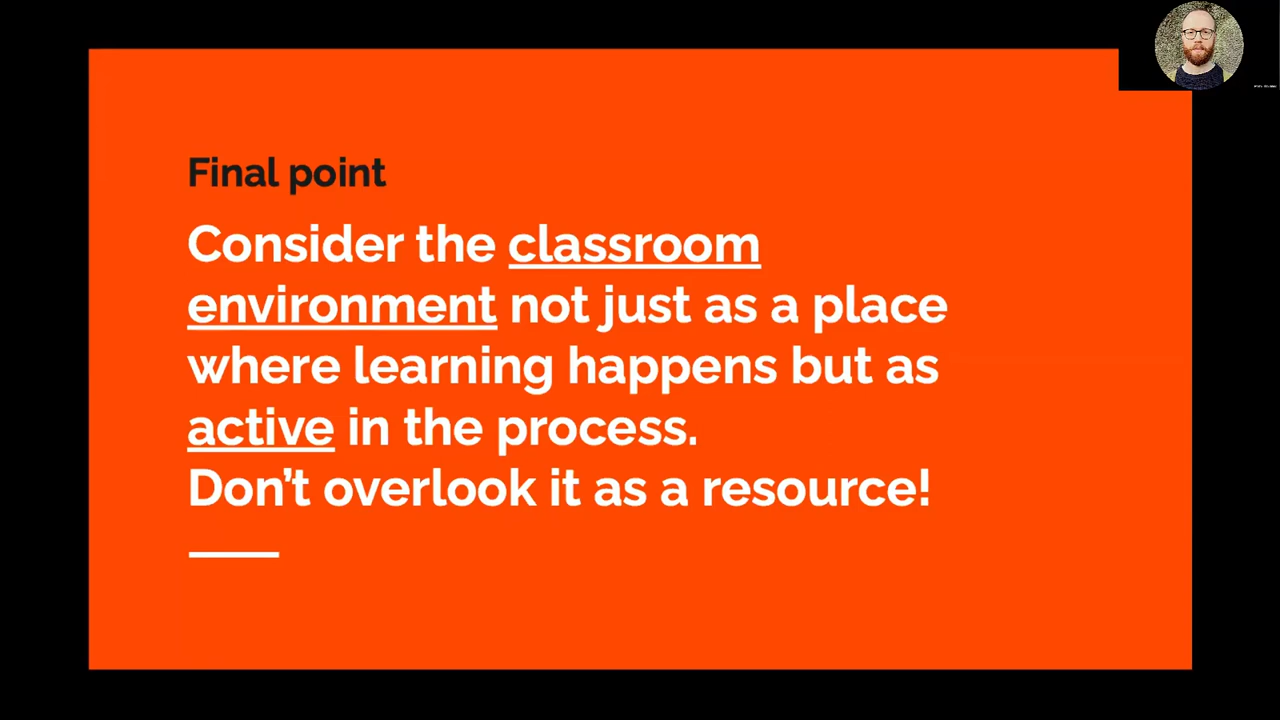 Final point
Consider the classroom
environment not just as a place
where learning happens but as
active in the process.
Don't overlook it as a resource!